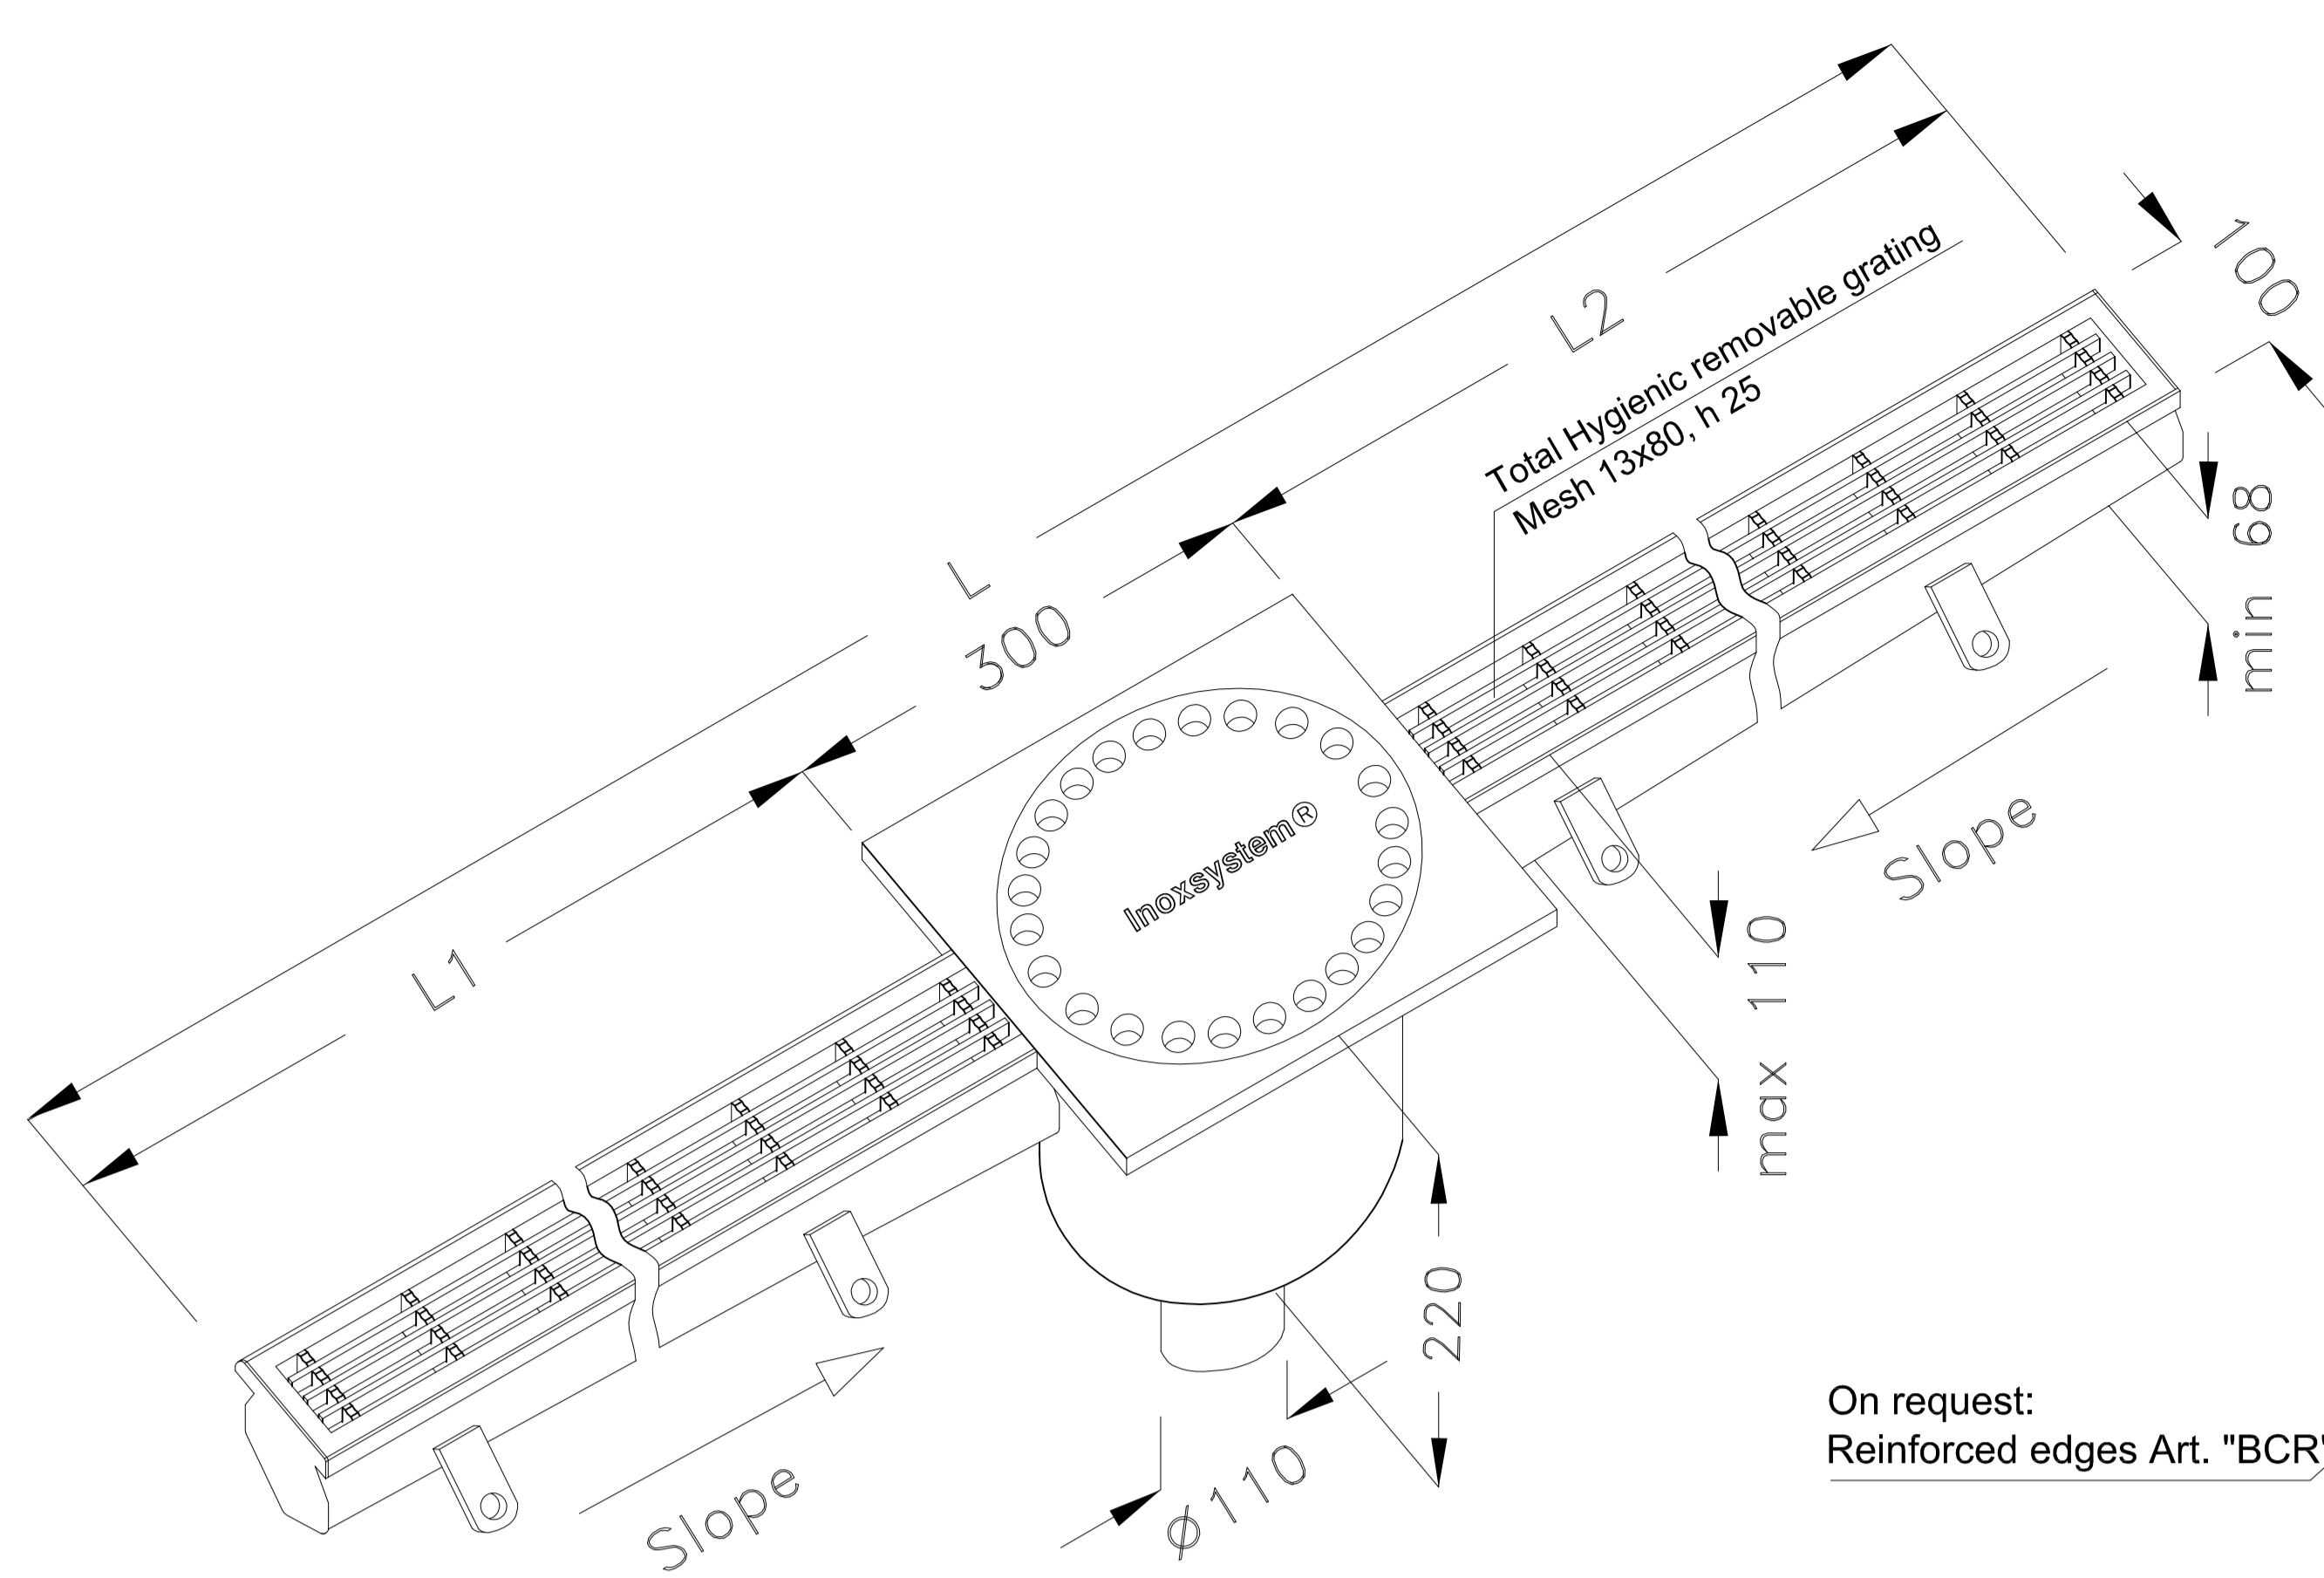 100
L2
Total Hygienic removable grating
Mesh 13x80, h 25
L
300
min 68
Inoxsystem®
Slope
L1
max 110
220
On request:
Reinforced edges Art. "BCR"
Slope
ø110